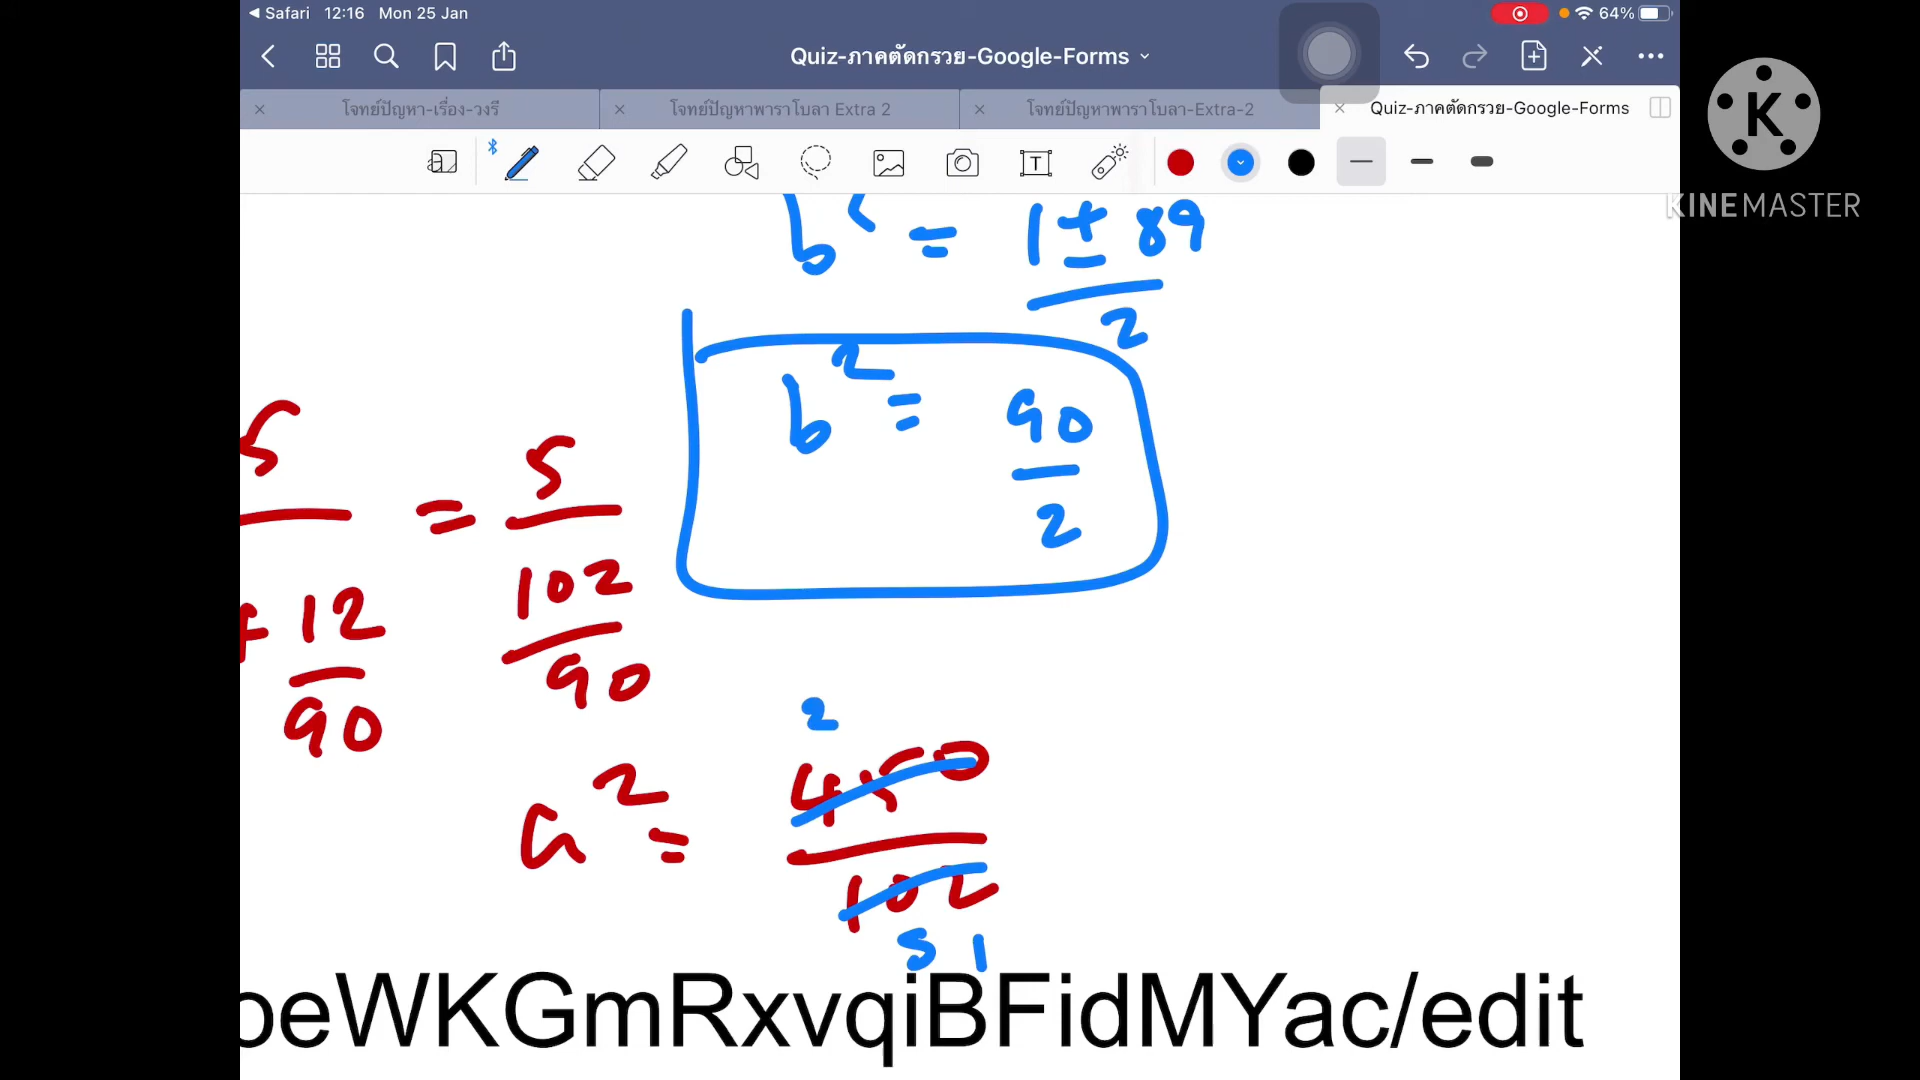 Safari 12:16 Mon 25 Jan 64%
Quiz-ภาคตัดกรวย-Google-Forms
โจทย์ปัญหา-เรื่อง-วงรี โจทย์ปัญหาพาราโบลา Extra 2 โจทย์ปัญหาพาราโบลา-Extra-2 Quiz-ภาคตัดกรวย-Google-Forms
K
KINEMASTER
b² = 1 ± 89
2
b² = 90
2
5 = 5
+ 12
90
102
90
2
a² = 450
102
51
oeWKGmRxvqiBFidMYac/edit